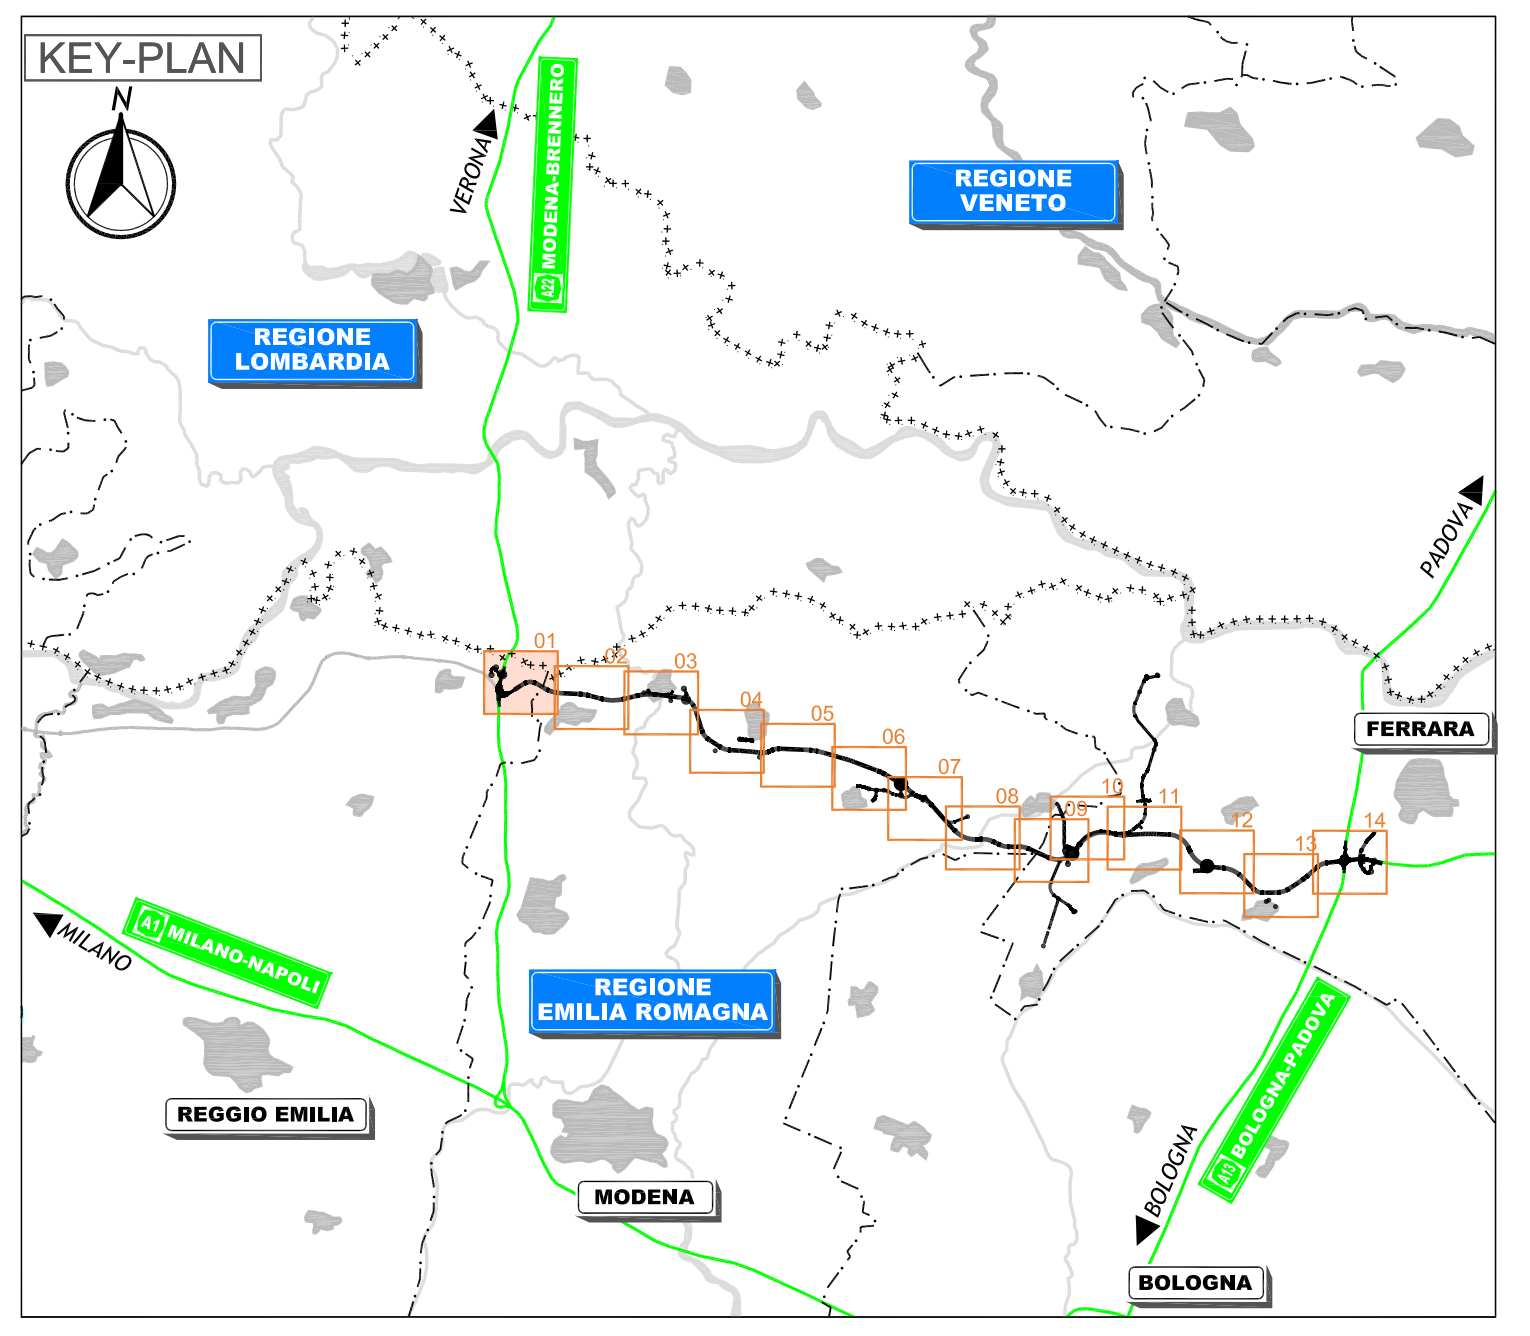 KEY-PLAN
N
VERONA
A22 MODENA-BRENNERO
REGIONE
VENETO
REGIONE
LOMBARDIA
PADOVA
01
02
03
04
05
06
07
08
09
10
11
12
13
14
FERRARA
A1 MILANO-NAPOLI
MILANO
REGIONE
EMILIA ROMAGNA
A13 BOLOGNA-PADOVA
REGGIO EMILIA
BOLOGNA
MODENA
BOLOGNA